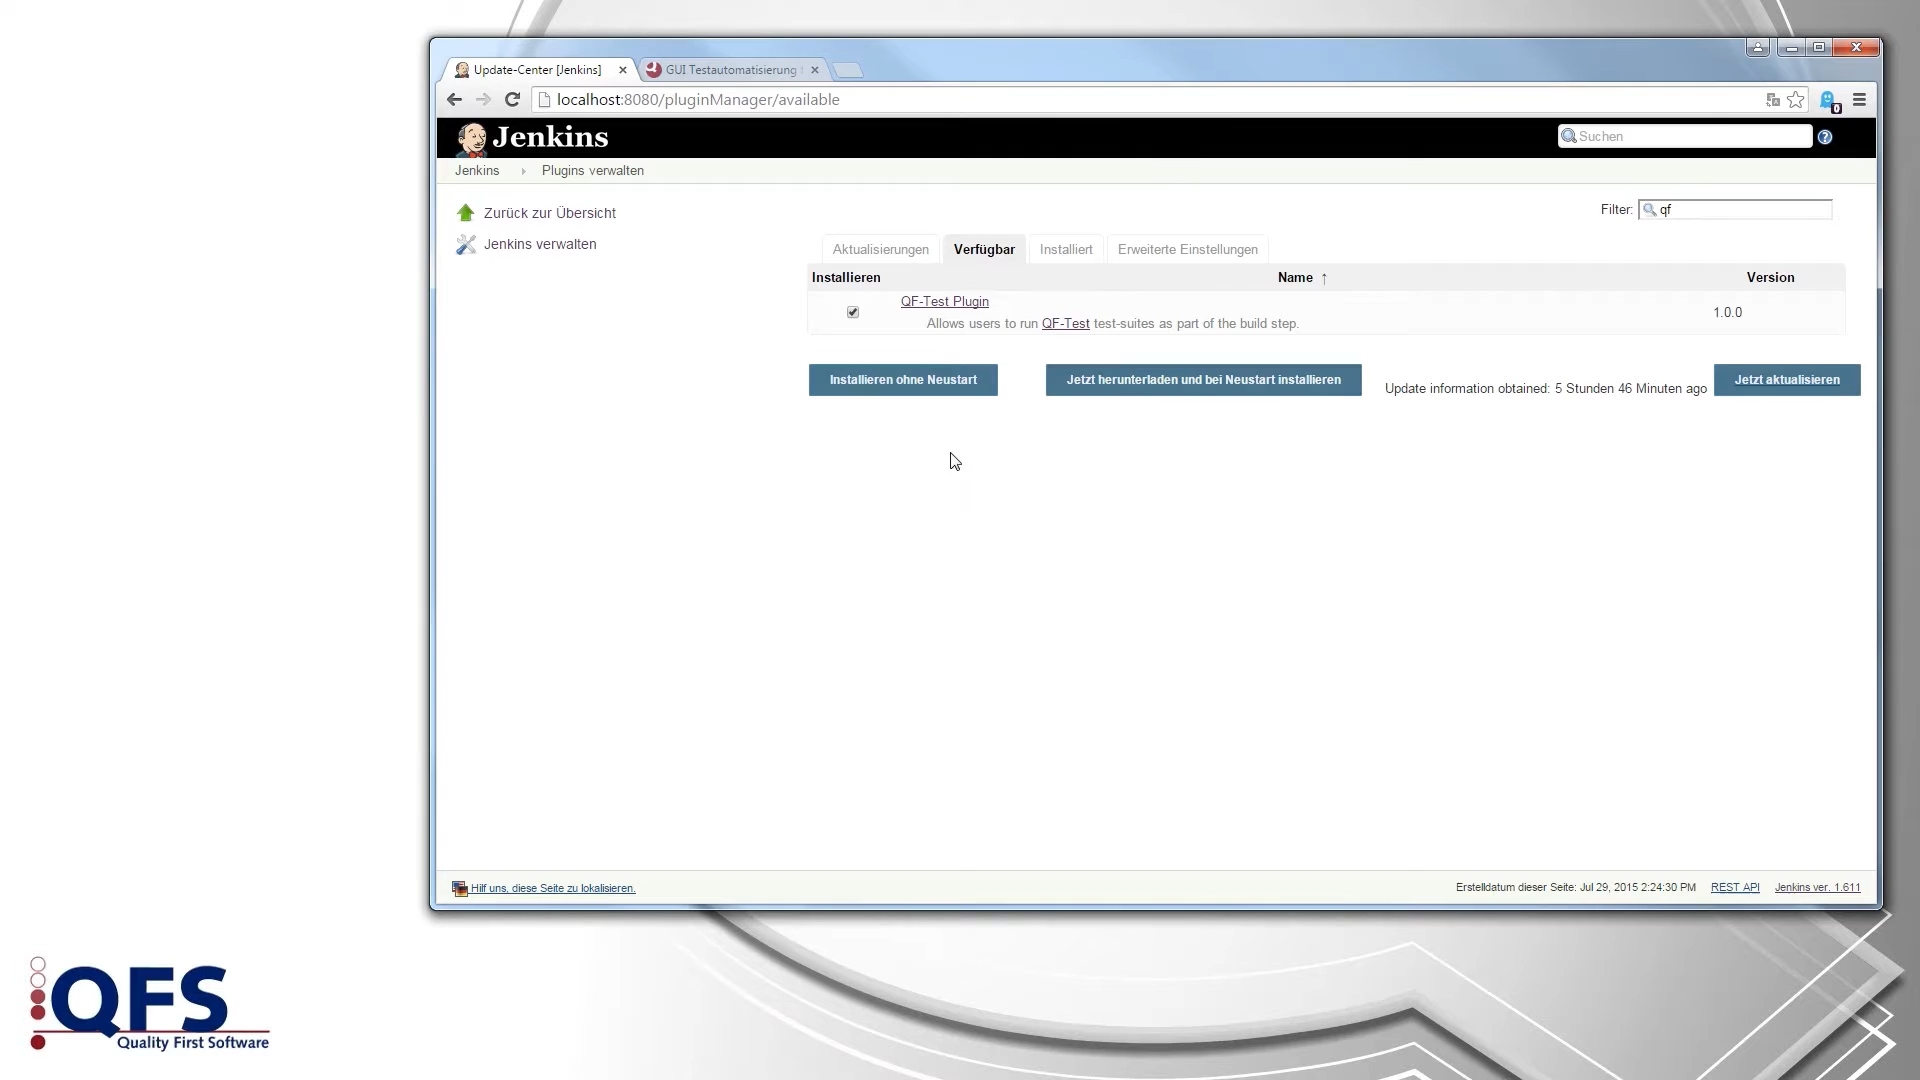 Update-Center [Jenkins]
GUI Testautomatisierung
localhost:8080/pluginManager/available
0
Jenkins
Suchen
Jenkins
Plugins verwalten
Zurück zur Übersicht
Filter: qf
Jenkins verwalten
Aktualisierungen
Verfügbar
Installiert
Erweiterte Einstellungen
Installieren
Name ↑
Version
QF-Test Plugin
Allows users to run QF-Test test-suites as part of the build step.
1.0.0
Installieren ohne Neustart
Jetzt herunterladen und bei Neustart installieren
Update information obtained: 5 Stunden 46 Minuten ago
Jetzt aktualisieren
Hilf uns, diese Seite zu lokalisieren.
Erstelldatum dieser Seite: Jul 29, 2015 2:24:30 PM
REST API
Jenkins ver. 1.611
QFS
Quality First Software